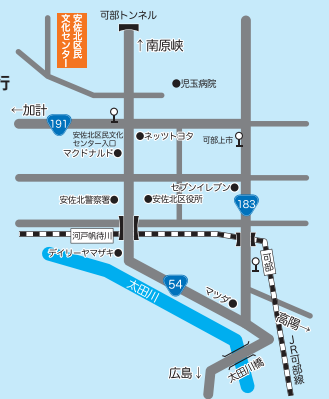 可部トンネル
安佐北区民
文化センター
↑南原峡
行
児玉病院
←加計
191
安佐北区民文化
センター入口
ネッツトヨタ
可部上市
マクドナルド
セブンイレブン
安佐北警察署
安佐北区役所
183
河戸帆待川
デイリーヤマザキ
可部
太田川
54
マツダ
高陽→
JR可部線
太田川橋
広島↓